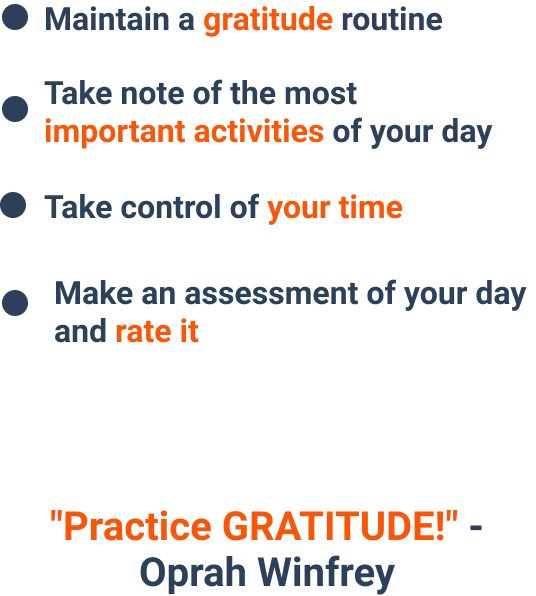 Maintain a gratitude routine
Take note of the most
important activities of your day
Take control of your time
Make an assessment of your day
and rate it
"Practice GRATITUDE!" -
Oprah Winfrey